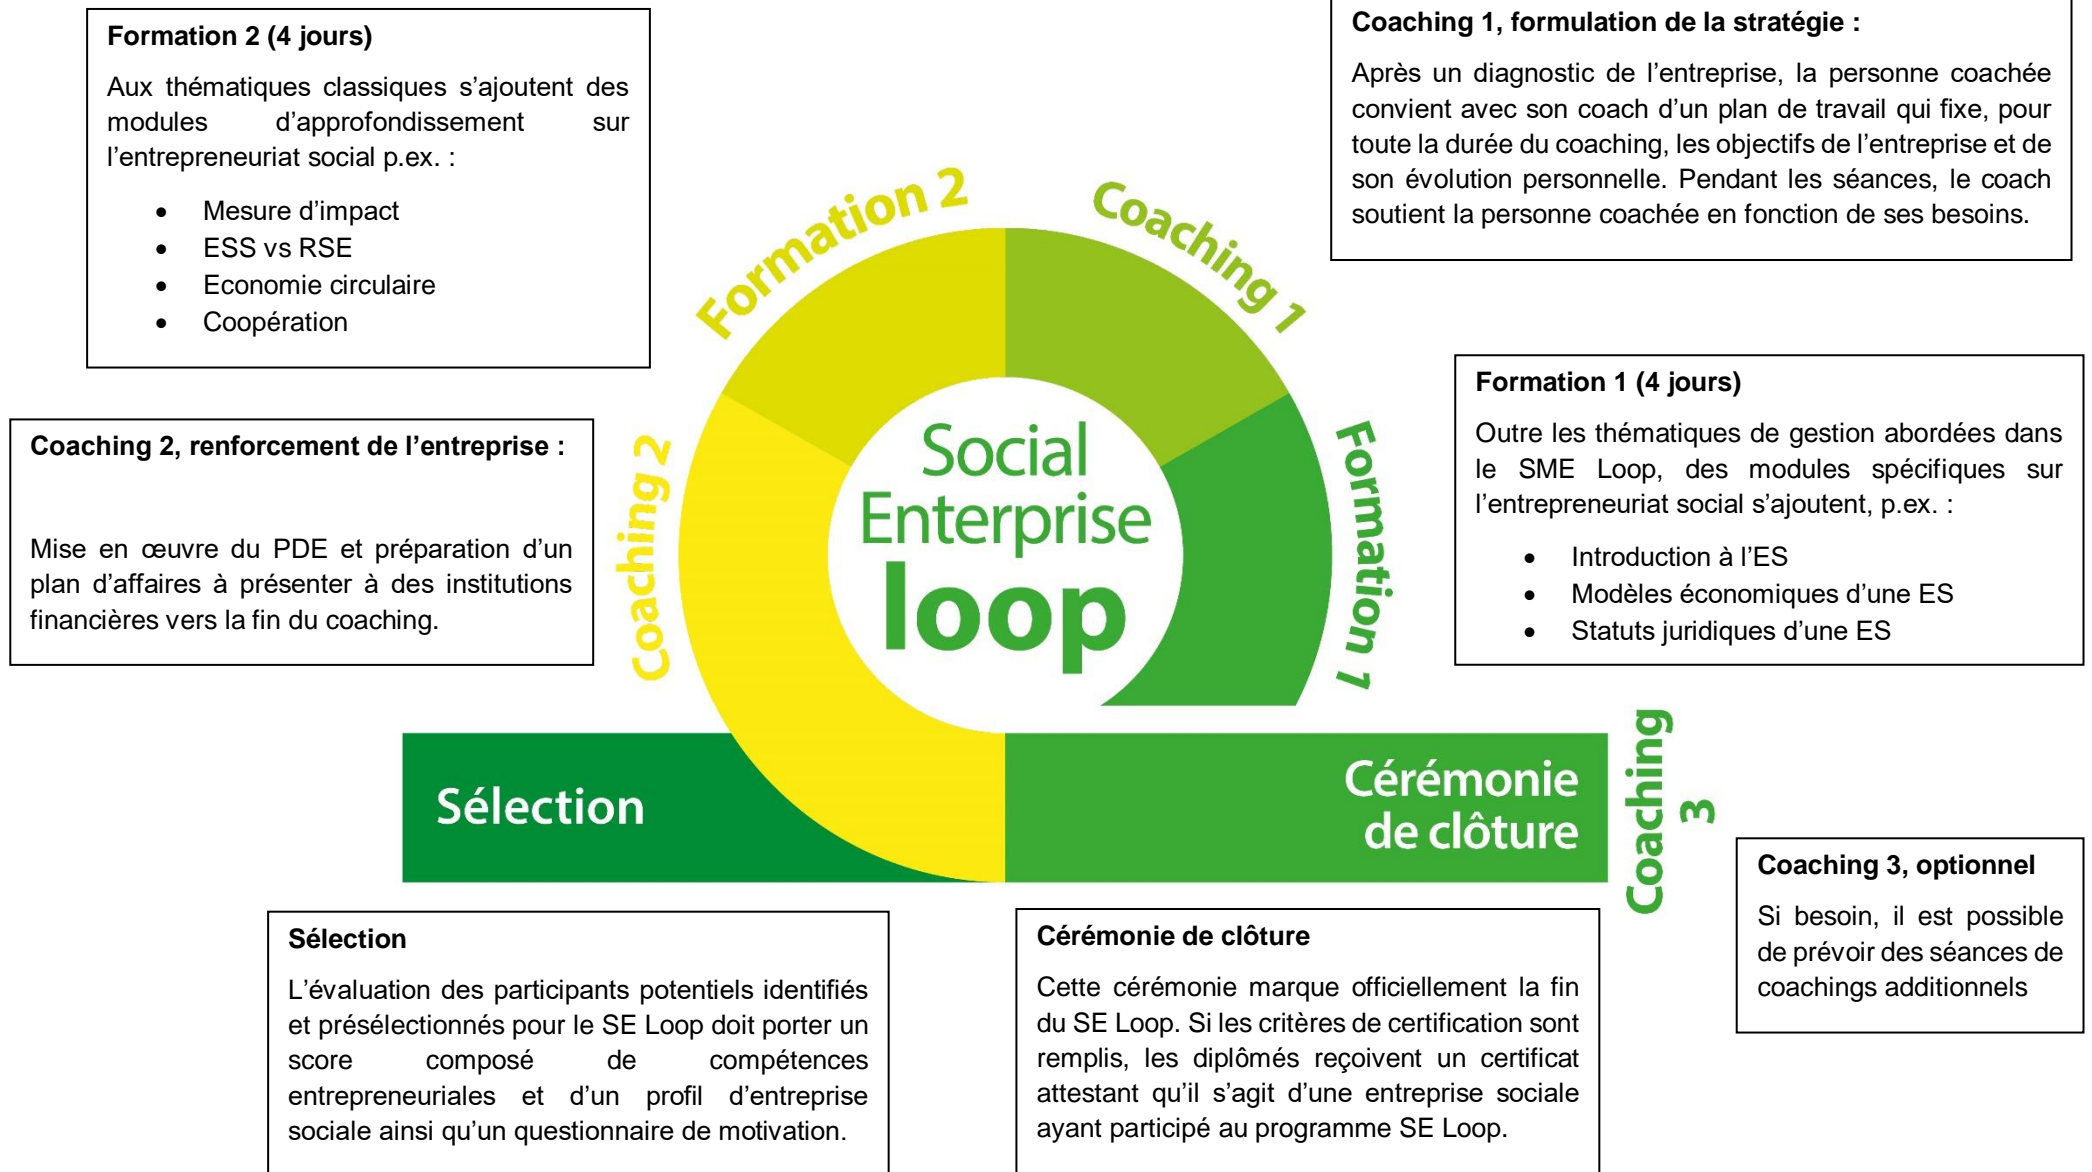 Formation 2 (4 jours)
Aux thématiques classiques s’ajoutent des
modules d’approfondissement sur
l’entrepreneuriat social p.ex. :
• Mesure d’impact
• ESS vs RSE
• Economie circulaire
• Coopération
Coaching 1, formulation de la stratégie :
Après un diagnostic de l’entreprise, la personne coachée
convient avec son coach d’un plan de travail qui fixe, pour
toute la durée du coaching, les objectifs de l’entreprise et de
son évolution personnelle. Pendant les séances, le coach
soutient la personne coachée en fonction de ses besoins.
Formation 2
Coaching 1
Coaching 2, renforcement de l’entreprise :
Mise en œuvre du PDE et préparation d’un
plan d’affaires à présenter à des institutions
financières vers la fin du coaching.
Coaching 2
Social
Enterprise
loop
Formation 1
Formation 1 (4 jours)
Outre les thématiques de gestion abordées dans
le SME Loop, des modules spécifiques sur
l’entrepreneuriat social s’ajoutent, p.ex. :
• Introduction à l’ES
• Modèles économiques d’une ES
• Statuts juridiques d’une ES
Sélection
Cérémonie
de clôture
Coaching
3
Sélection
L’évaluation des participants potentiels identifiés
et présélectionnés pour le SE Loop doit porter un
score composé de compétences
entrepreneuriales et d’un profil d’entreprise
sociale ainsi qu’un questionnaire de motivation.
Cérémonie de clôture
Cette cérémonie marque officiellement la fin
du SE Loop. Si les critères de certification sont
remplis, les diplômés reçoivent un certificat
attestant qu’il s’agit d’une entreprise sociale
ayant participé au programme SE Loop.
Coaching 3, optionnel
Si besoin, il est possible
de prévoir des séances de
coachings additionnels